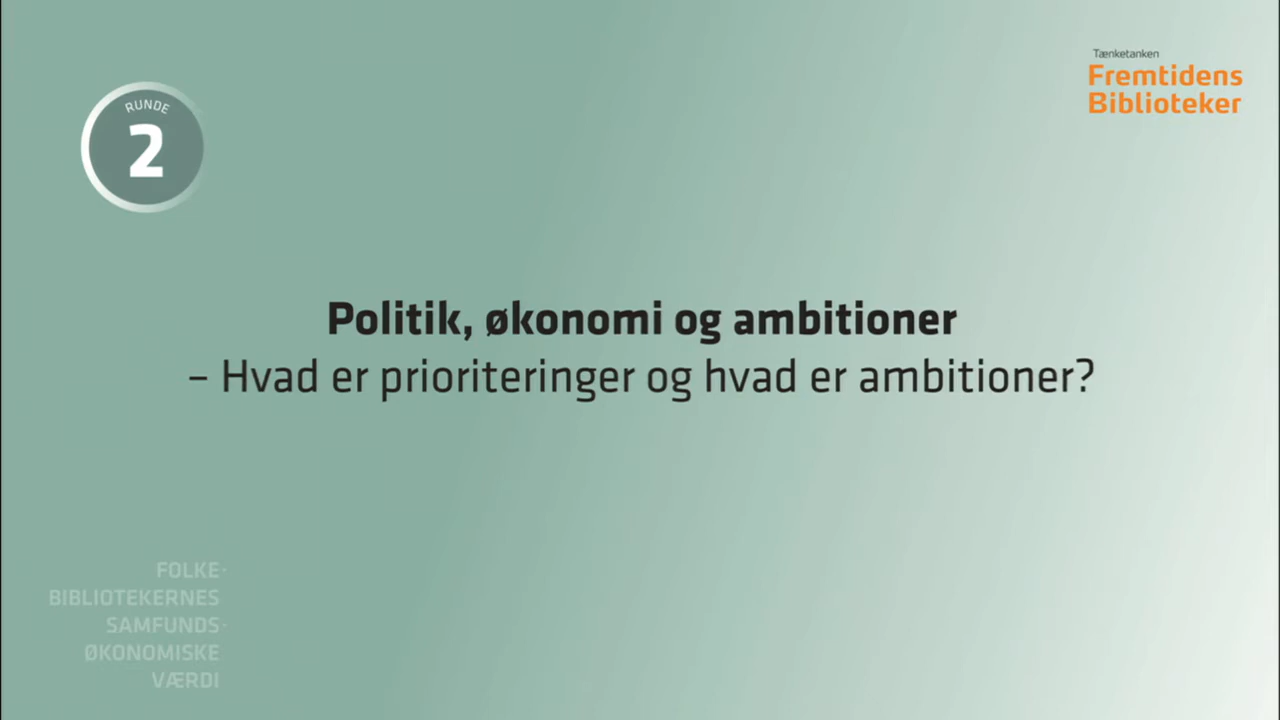 Tænketanken
Fremtidens
Biblioteker
RUNDE
2
Politik, økonomi og ambitioner
– Hvad er prioriteringer og hvad er ambitioner?
FOLKE-
BIBLIOTEKERNES
SAMFUNDS-
ØKONOMISKE
VÆRDI